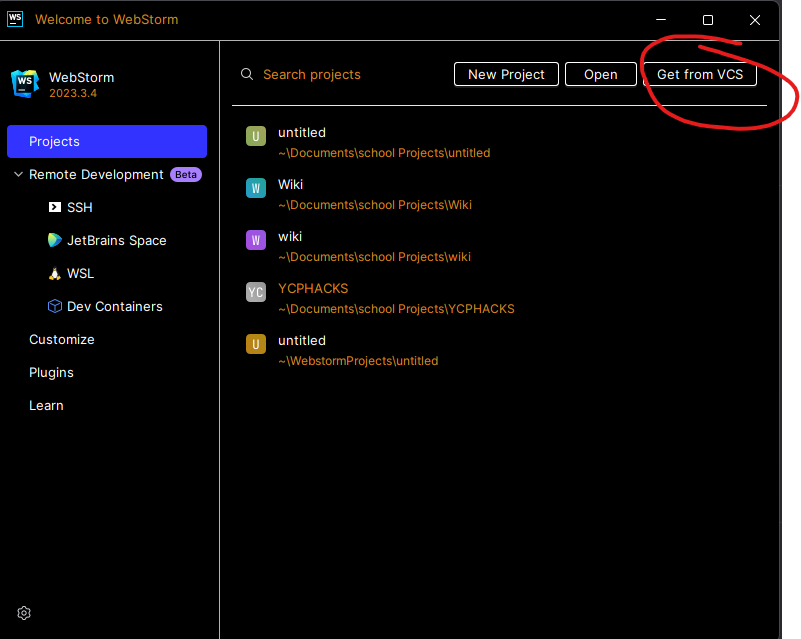 WS Welcome to WebStorm
WS WebStorm
2023.3.4
Search projects
New Project
Open
Get from VCS
Projects
Remote Development Beta
SSH
JetBrains Space
WSL
Dev Containers
Customize
Plugins
Learn
U untitled
~\Documents\school Projects\untitled
W Wiki
~\Documents\school Projects\Wiki
W wiki
~\Documents\school Projects\wiki
YC YCPHACKS
~\Documents\school Projects\YCPHACKS
U untitled
~\WebstormProjects\untitled